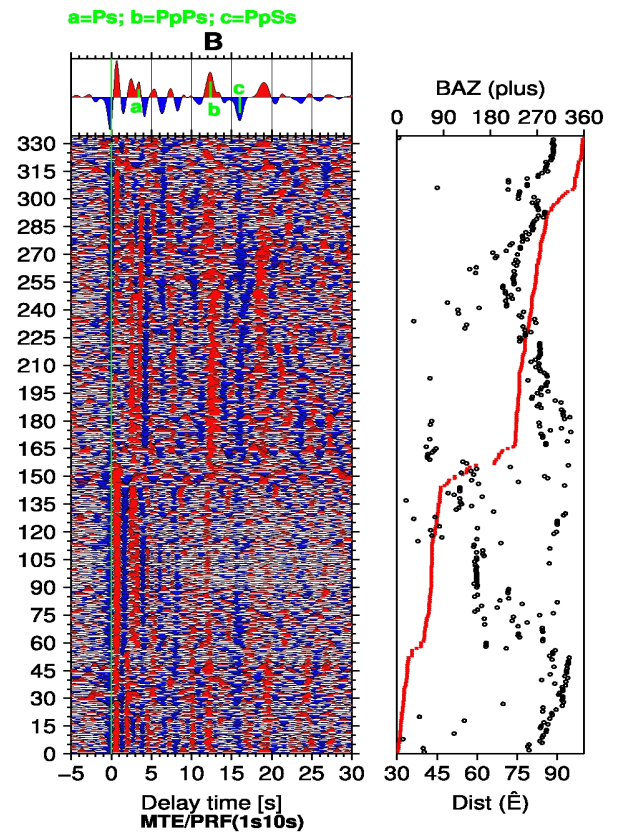 a=Ps; b=PpPs; c=PpSs
B
a b c
BAZ (plus)
0 90 180 270 360
330
315
300
285
270
255
240
225
210
195
180
165
150
135
120
105
90
75
60
45
30
15
0
−5 0 5 10 15 20 25 30
30 45 60 75 90
Delay time [s]
Dist (Ê)
MTE/PRF(1s10s)